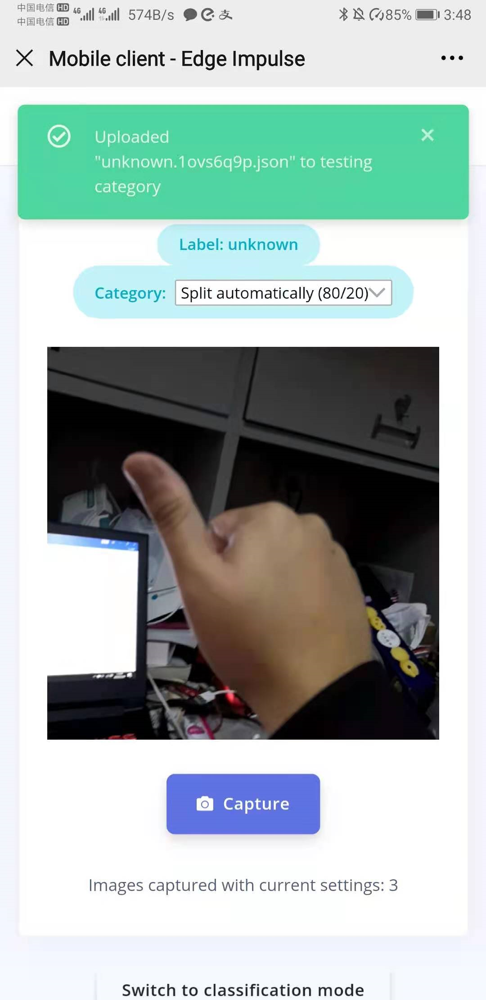 中国电信 HD 4G 4G 574B/s 支 85% 3:48
中国电信 HD
Mobile client - Edge Impulse
Uploaded
"unknown.1ovs6q9p.json" to testing
category
Label: unknown
Category: Split automatically (80/20)
Capture
Images captured with current settings: 3
Switch to classification mode